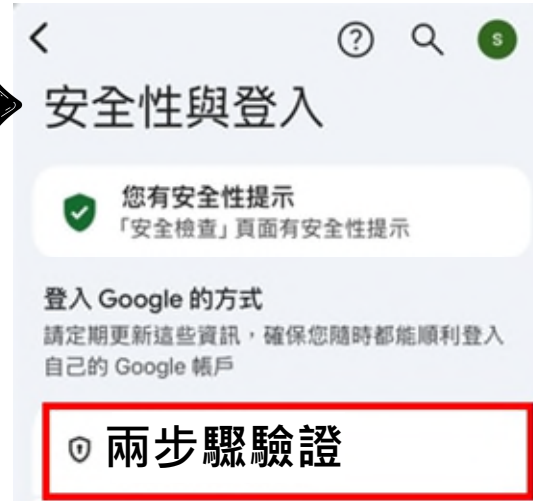 S
安全性與登入
您有安全性提示
「安全檢查」頁面有安全性提示
登入 Google 的方式
請定期更新這些資訊，確保您隨時都能順利登入
自己的 Google 帳戶
兩步驟驗證